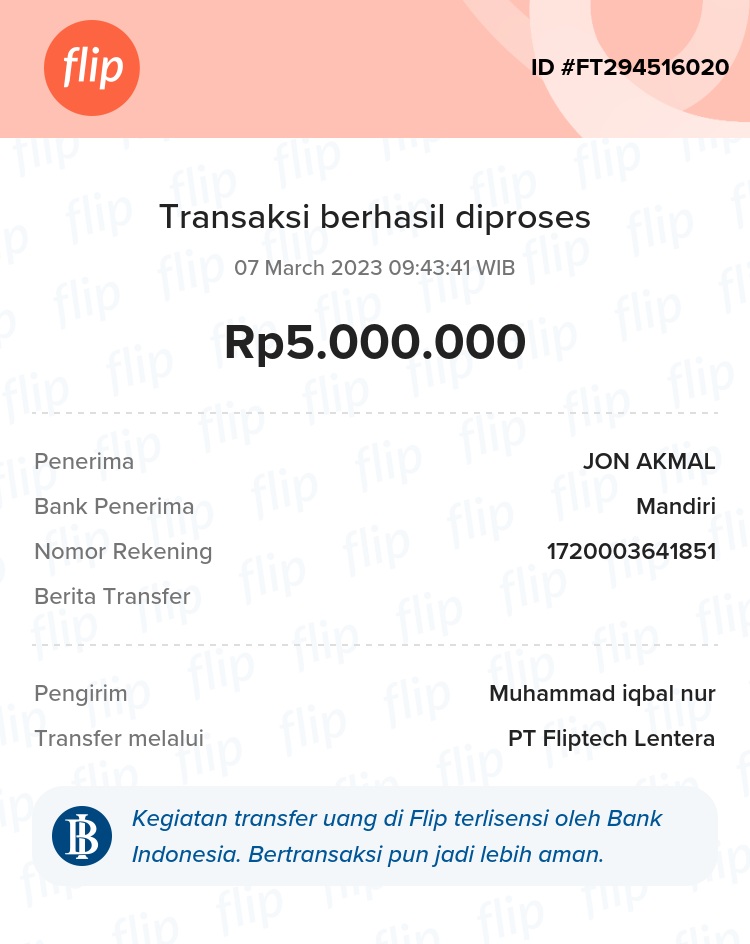 flip
ID #FT294516020
Transaksi berhasil diproses
07 March 2023 09:43:41 WIB
Rp5.000.000
Penerima JON AKMAL
Bank Penerima Mandiri
Nomor Rekening 1720003641851
Berita Transfer
Pengirim Muhammad iqbal nur
Transfer melalui PT Fliptech Lentera
Kegiatan transfer uang di Flip terlisensi oleh Bank
Indonesia. Bertransaksi pun jadi lebih aman.